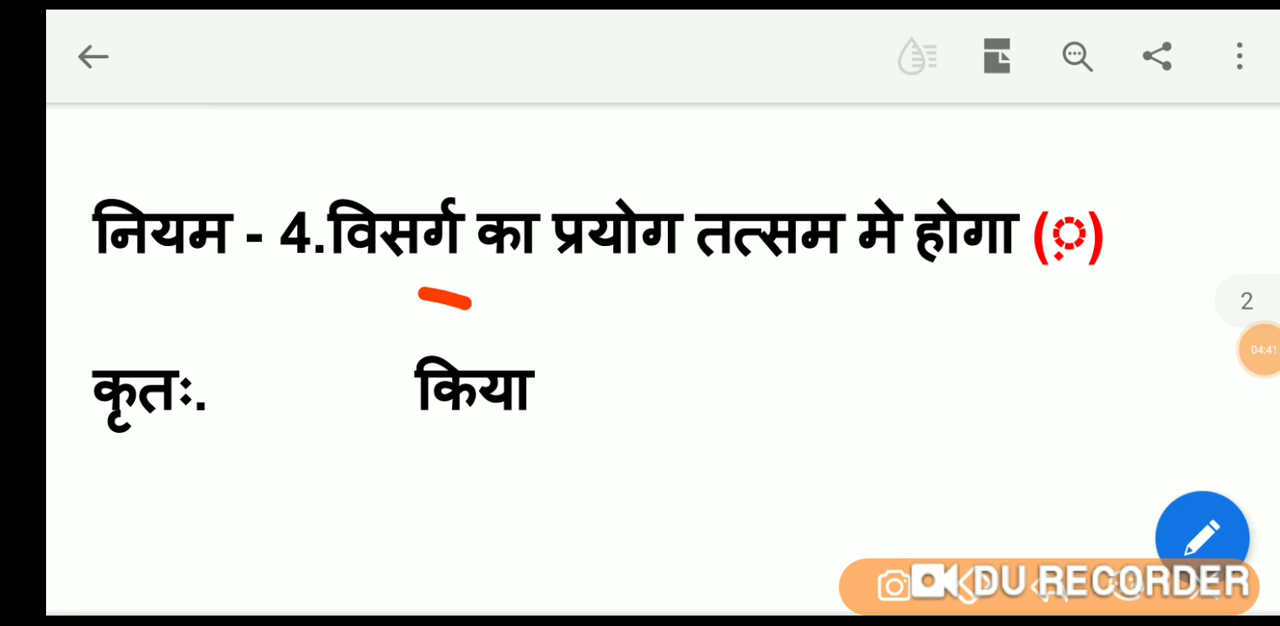 नियम - 4.विसर्ग का प्रयोग तत्सम मे होगा (़)
2
04:41
कृतः. किया
DU RECORDER